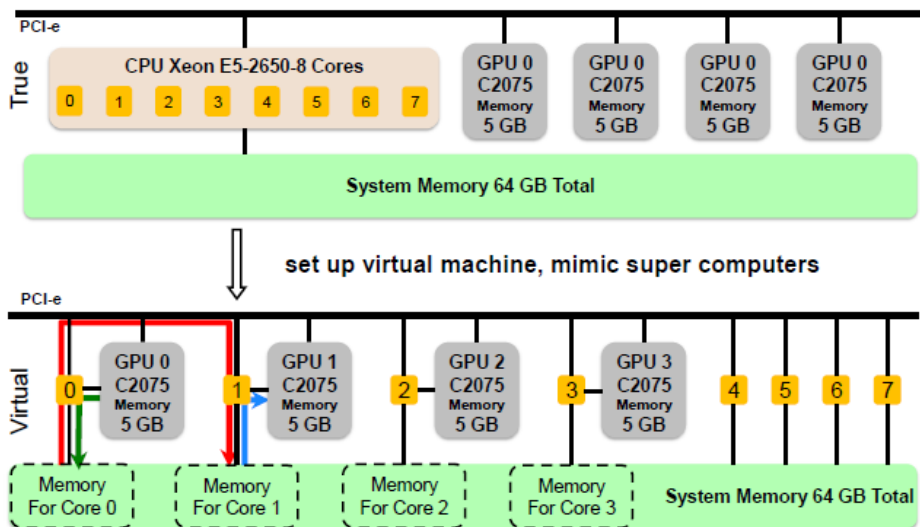 PCI-e
True
CPU Xeon E5-2650-8 Cores
0 1 2 3 4 5 6 7
GPU 0
C2075
Memory
5 GB
GPU 0
C2075
Memory
5 GB
GPU 0
C2075
Memory
5 GB
GPU 0
C2075
Memory
5 GB
System Memory 64 GB Total
set up virtual machine, mimic super computers
PCI-e
Virtual
0
GPU 0
C2075
Memory
5 GB
1
GPU 1
C2075
Memory
5 GB
2
GPU 2
C2075
Memory
5 GB
3
GPU 3
C2075
Memory
5 GB
4 5 6 7
Memory
For Core 0
Memory
For Core 1
Memory
For Core 2
Memory
For Core 3
System Memory 64 GB Total